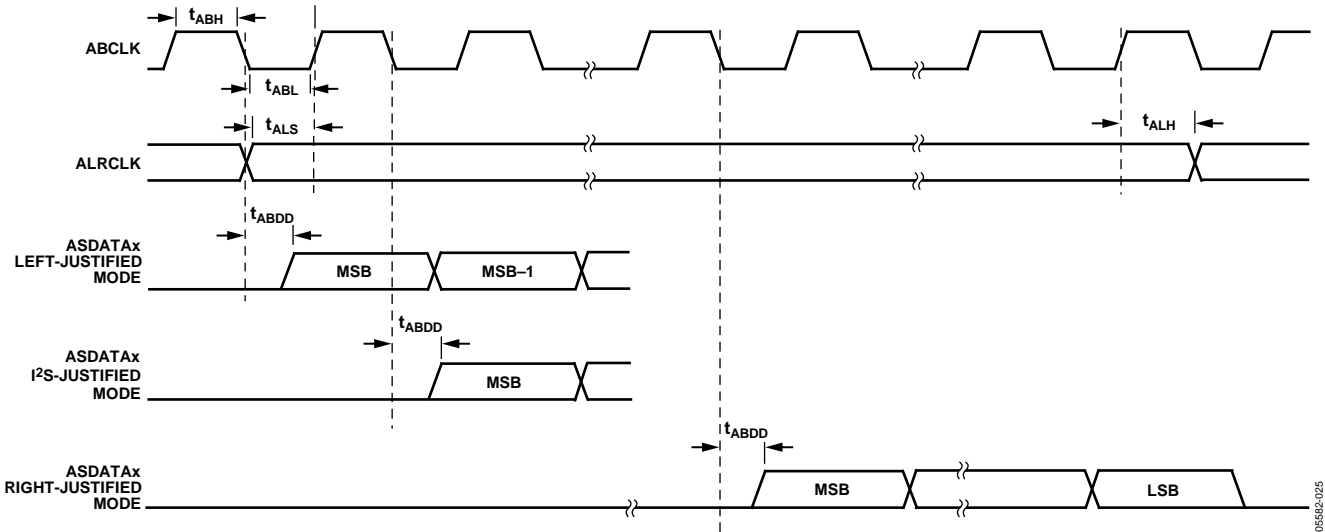 tABH
ABCLK
tABL
tALS
tALH
ALRCLK
tABDD
ASDATAx
LEFT-JUSTIFIED
MODE
MSB
MSB–1
tABDD
ASDATAx
I²S-JUSTIFIED
MODE
MSB
tABDD
ASDATAx
RIGHT-JUSTIFIED
MODE
MSB
LSB
05582-025